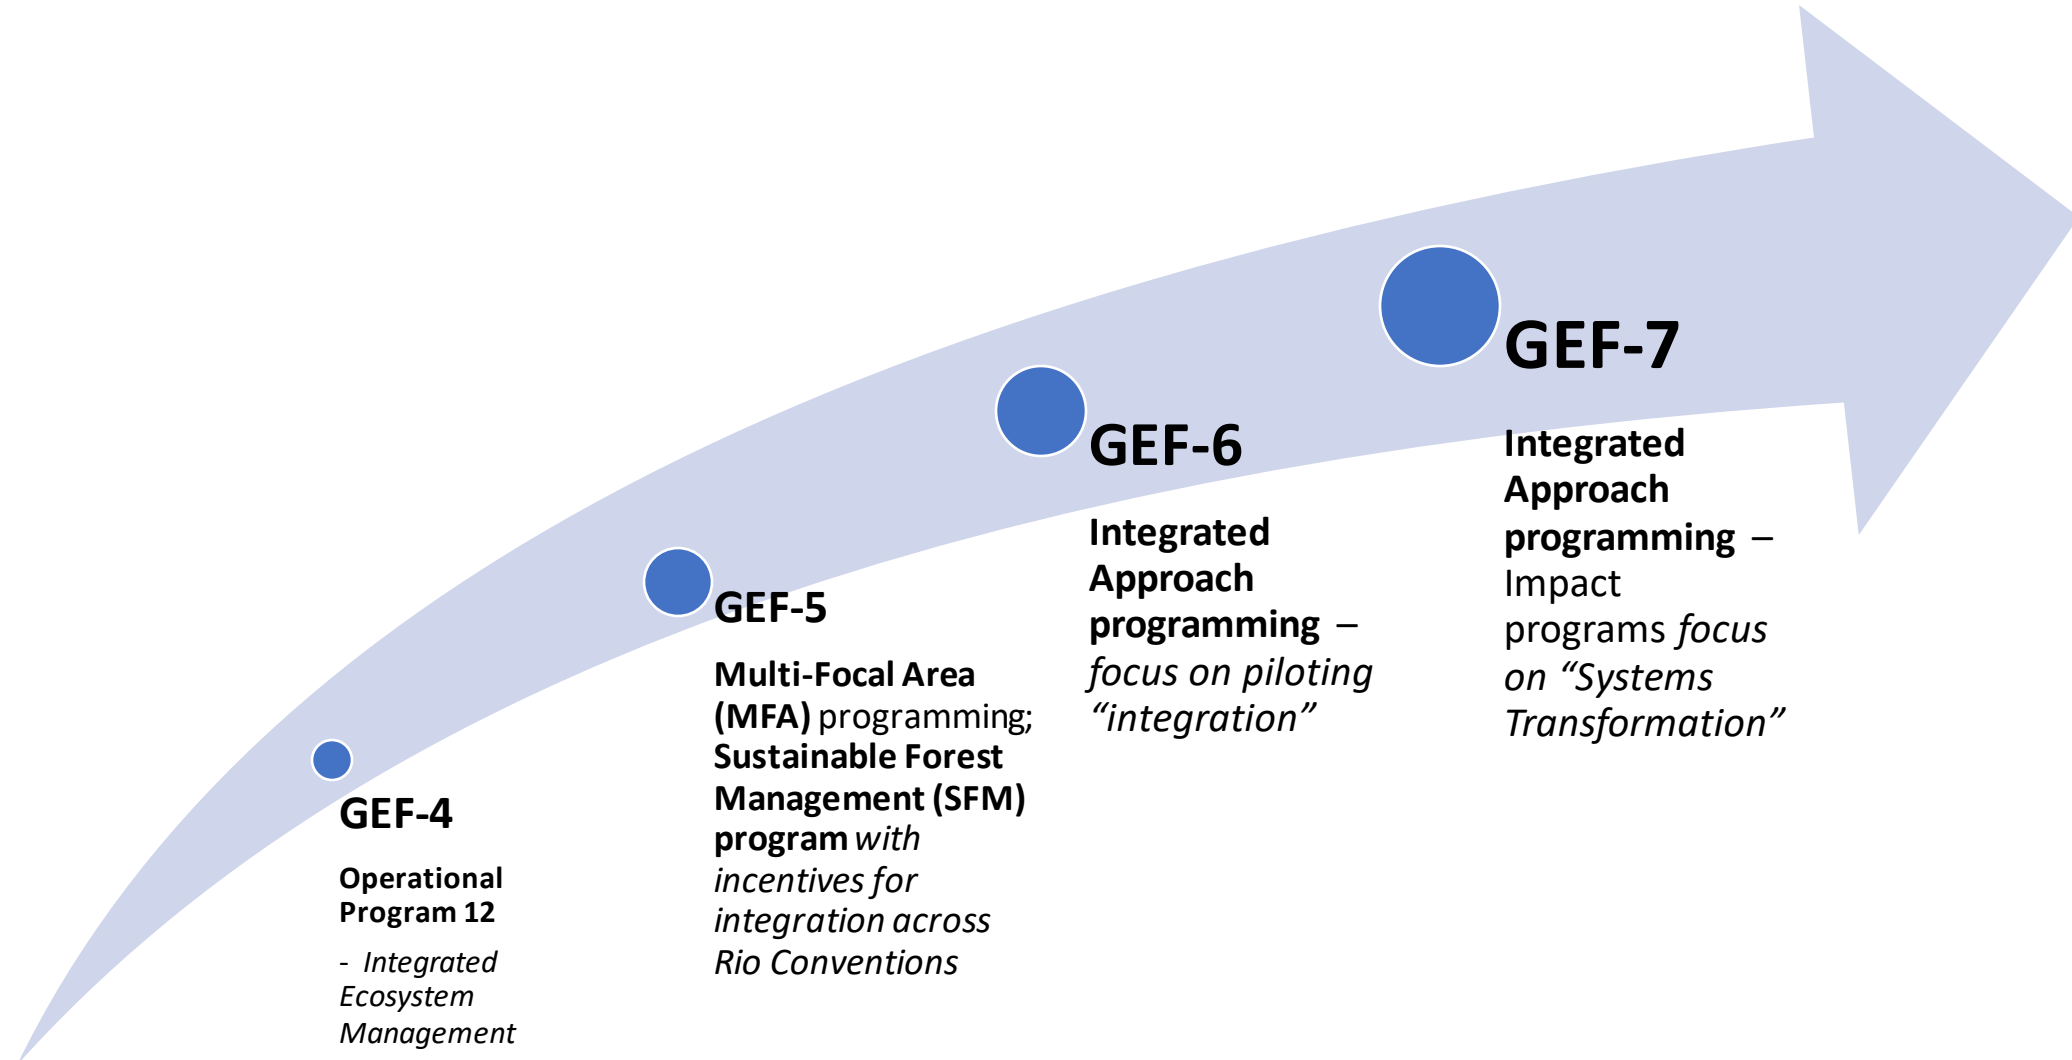 GEF-4
Operational
Program 12
- Integrated
Ecosystem
Management
GEF-5
Multi-Focal Area
(MFA) programming;
Sustainable Forest
Management (SFM)
program with
incentives for
integration across
Rio Conventions
GEF-6
Integrated
Approach
programming –
focus on piloting
“integration”
GEF-7
Integrated
Approach
programming –
Impact
programs focus
on “Systems
Transformation”